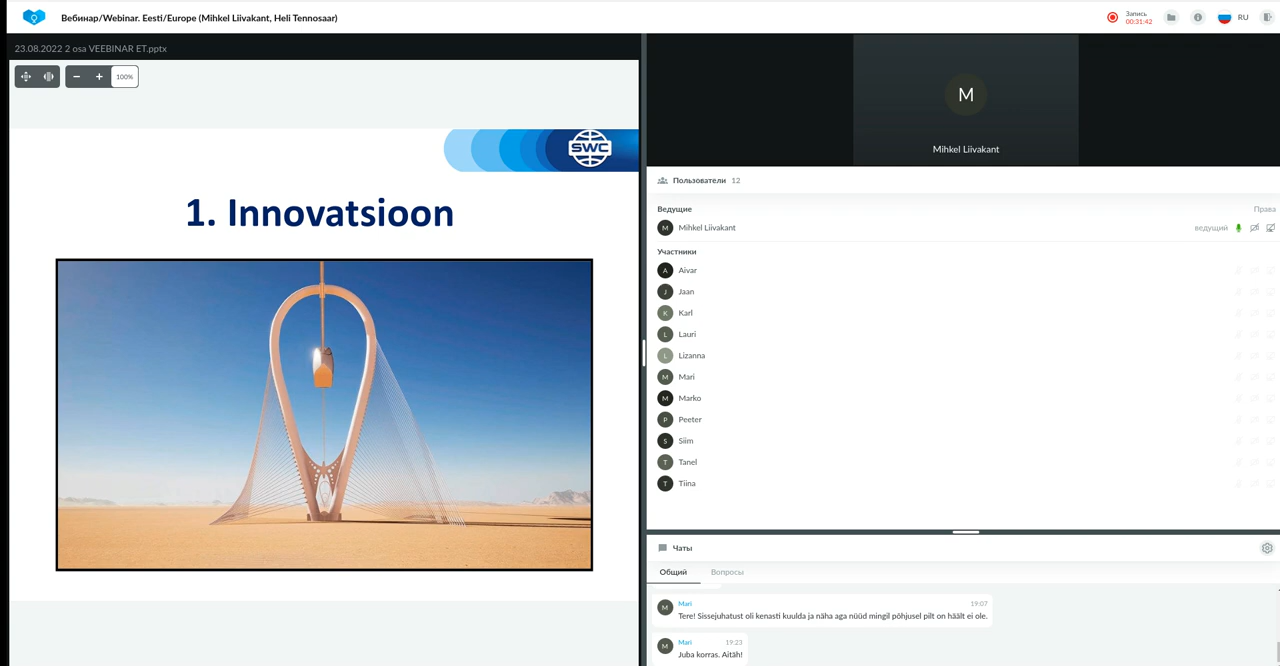 Вебинар/Webinar. Eesti/Europe (Mihkel Liivakant, Heli Tennosaar)
Запись
00:31:42
RU
23.08.2022 2 osa VEEBINAR ET.pptx
100%
SWC
1. Innovatsioon
M
Mihkel Liivakant
Пользователи 12
Ведущие
Права
M Mihkel Liivakant ведущий
Участники
A Aivar
J Jaan
K Karl
L Lauri
L Lizanna
M Mari
M Marko
P Peeter
S Siim
T Tanel
T Tiina
Чаты
Общий Вопросы
M Mari 19:07
Tere! Sissejuhatust oli kenasti kuulda ja näha aga nüüd mingil põhjusel pilt on häält ei ole.
M Mari 19:23
Juba korras. Aitäh!